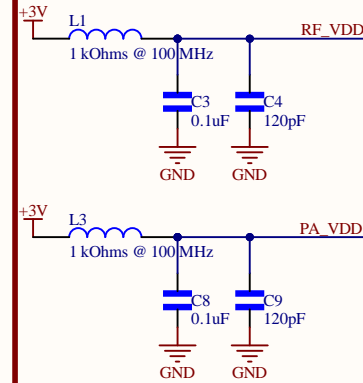 +3V
L1
RF_VDD
1 kOhms @ 100 MHz
C3
C4
0.1uF
120pF
GND
GND
+3V
L3
PA_VDD
1 kOhms @ 100 MHz
C8
C9
0.1uF
120pF
GND
GND